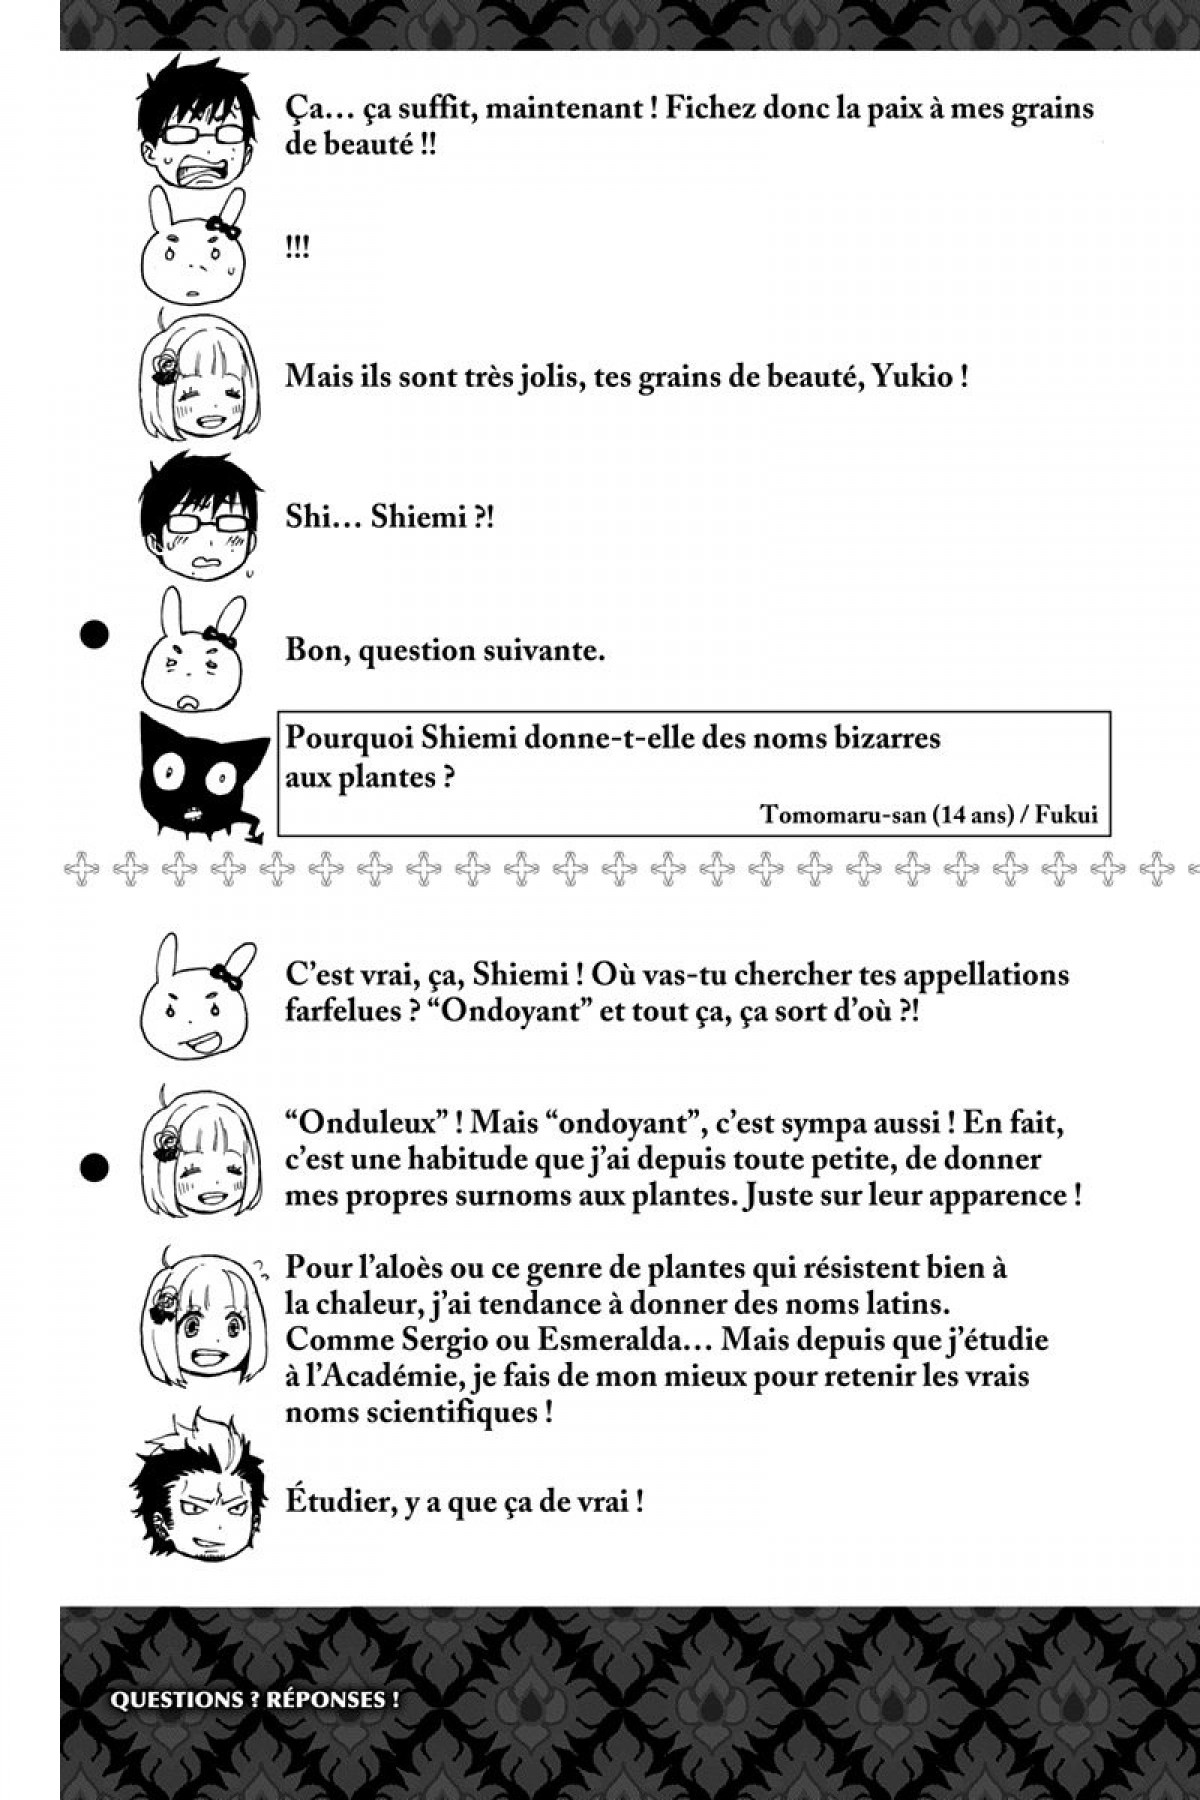 Ça... ça suffit, maintenant ! Fichez donc la paix à mes grains
de beauté !!
!!!
Mais ils sont très jolis, tes grains de beauté, Yukio !
Shi... Shiemi ?!
Bon, question suivante.
Pourquoi Shiemi donne-t-elle des noms bizarres
aux plantes ?
Tomomaru-san (14 ans) / Fukui
C’est vrai, ça, Shiemi ! Où vas-tu chercher tes appellations
farfelues ? “Ondoyant” et tout ça, ça sort d’où ?!
“Onduleux” ! Mais “ondoyant”, c’est sympa aussi ! En fait,
c’est une habitude que j’ai depuis toute petite, de donner
mes propres surnoms aux plantes. Juste sur leur apparence !
Pour l’aloès ou ce genre de plantes qui résistent bien à
la chaleur, j’ai tendance à donner des noms latins.
Comme Sergio ou Esmeralda... Mais depuis que j’étudie
à l’Académie, je fais de mon mieux pour retenir les vrais
noms scientifiques !
Étudier, y a que ça de vrai !
QUESTIONS ? RÉPONSES !